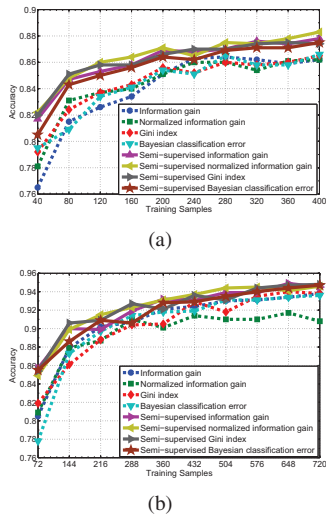 0.9
0.88
0.86
0.84
0.82
0.8
0.78
0.76
Accuracy
Information gain
Normalized information gain
Gini index
Bayesian classification error
Semi-supervised information gain
Semi-supervised normalized information gain
Semi-supervised Gini index
Semi-supervised Bayesian classification error
40 80 120 160 200 240 280 320 360 400
Training Samples
(a)
0.96
0.94
0.92
0.9
0.88
0.86
0.84
0.82
0.8
0.78
0.76
Accuracy
Information gain
Normalized information gain
Gini index
Bayesian classification error
Semi-supervised information gain
Semi-supervised normalized information gain
Semi-supervised Gini index
Semi-supervised Bayesian classification error
72 144 216 288 360 432 504 576 648 720
Training Samples
(b)